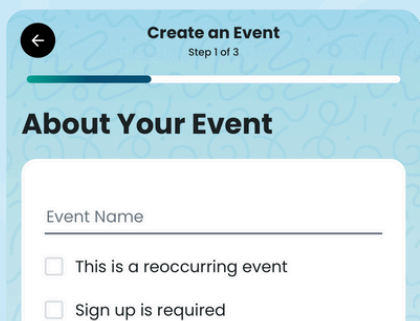 Create an Event
Step 1 of 3
About Your Event
Event Name
This is a reoccurring event
Sign up is required